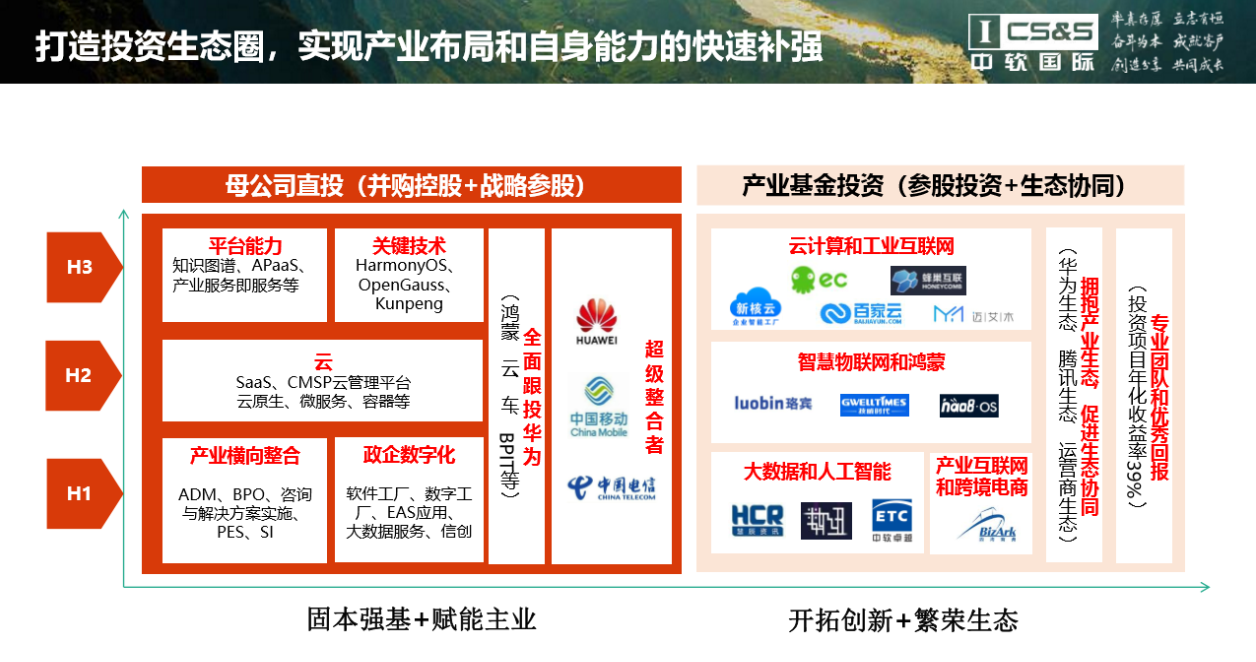 打造投资生态圈，实现产业布局和自身能力的快速补强
I CS&S
中软国际
率真存厚 立志有恒
奋斗为本 成就客户
创造分享 共同成长
母公司直投（并购控股+战略参股）
产业基金投资（参股投资+生态协同）
H3
H2
H1
平台能力
知识图谱、APaaS、
产业服务即服务等
关键技术
HarmonyOS、
OpenGauss、
Kunpeng
云
SaaS、CMSP云管理平台
云原生、微服务、容器等
产业横向整合
ADM、BPO、咨询
与解决方案实施、
PES、SI
政企数字化
软件工厂、数字工
厂、EAS应用、
大数据服务、信创
全面跟投华为
（鸿蒙 云 车 BPIT等）
HUAWEI
中国移动
China Mobile
中国电信
CHINA TELECOM
超级整合者
云计算和工业互联网
ec
蜂巢互联
HONEYCOMB
新核云
企业智能工厂
百家云
BAIJIAYUN.COM
迈艾木
智慧物联网和鸿蒙
luobin珞宾
GWELLTIMES
技威时代
hao8·OS
大数据和人工智能
HCR
慧辰资讯
数讯
ETC
中软卓越
产业互联网
和跨境电商
BizArk
拥抱产业生态，促进生态协同
（华为生态 腾讯生态 运营商生态）
专业团队和优秀回报
（投资项目年化收益率39%）
固本强基+赋能主业
开拓创新+繁荣生态